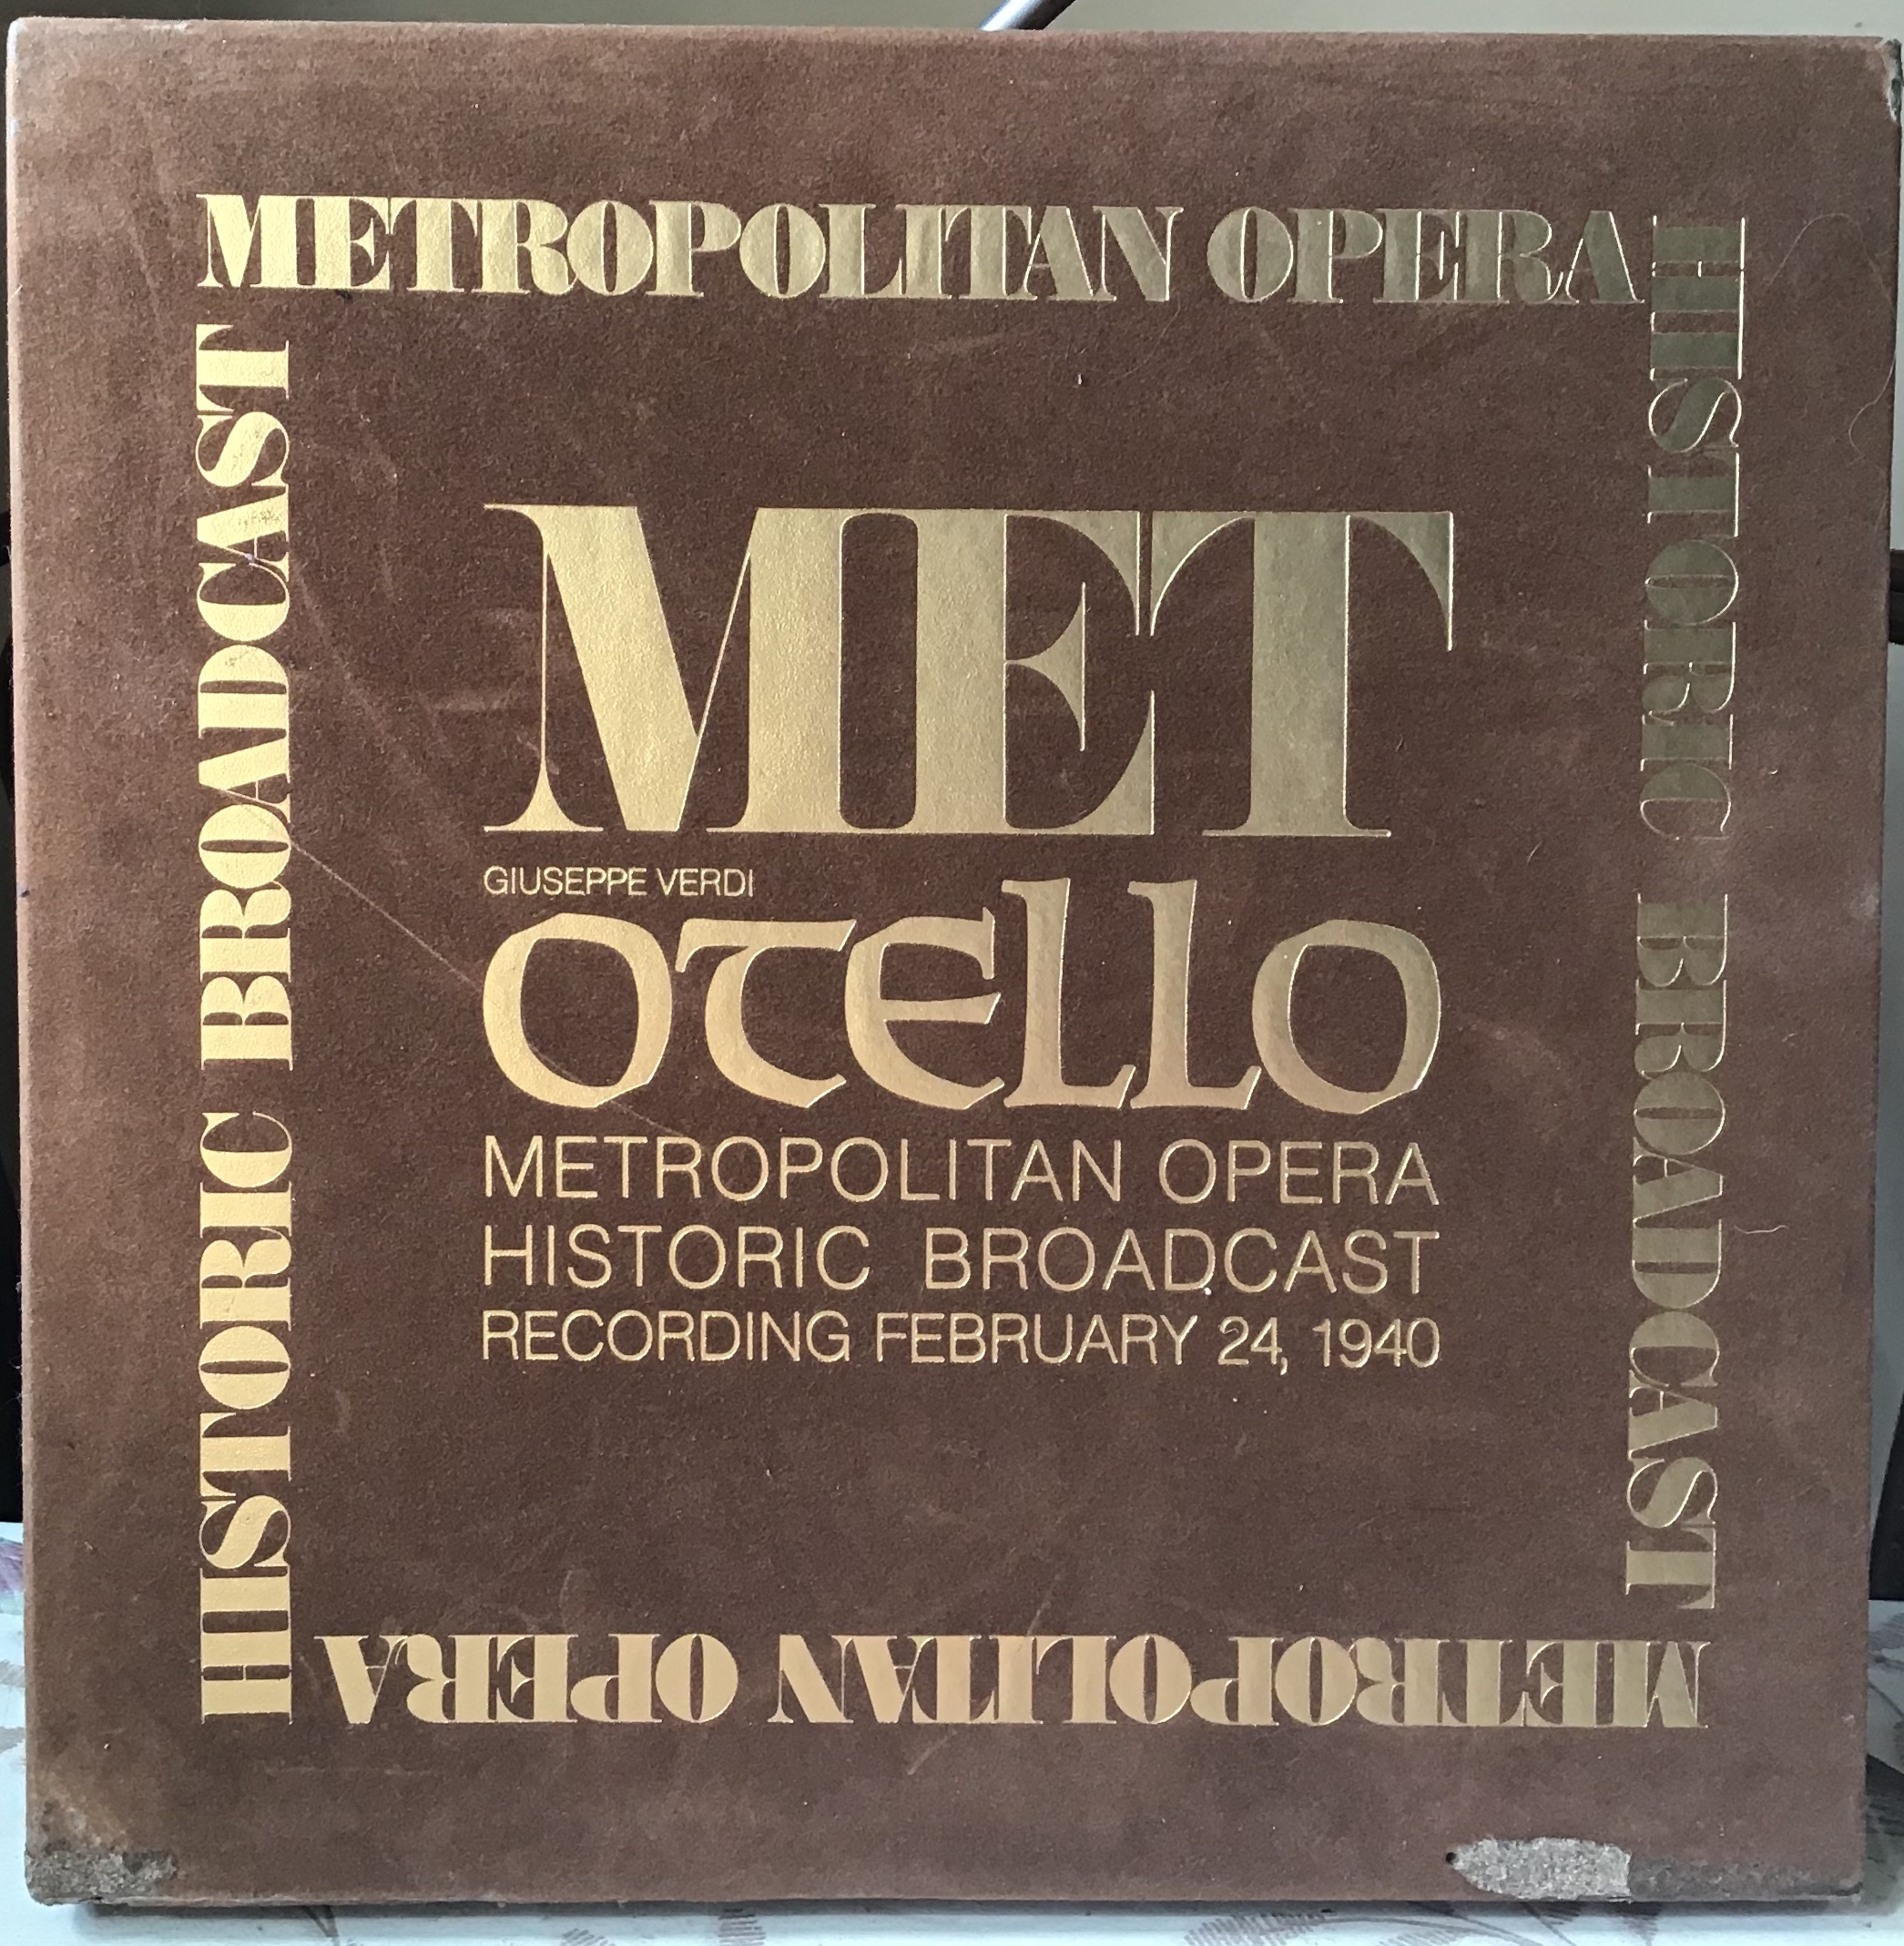 METROPOLITAN OPERA
HISTORIC BROADCAST
METROPOLITAN OPERA
HISTORIC BROADCAST
MET
GIUSEPPE VERDI
OTELLO
METROPOLITAN OPERA
HISTORIC BROADCAST
RECORDING FEBRUARY 24, 1940